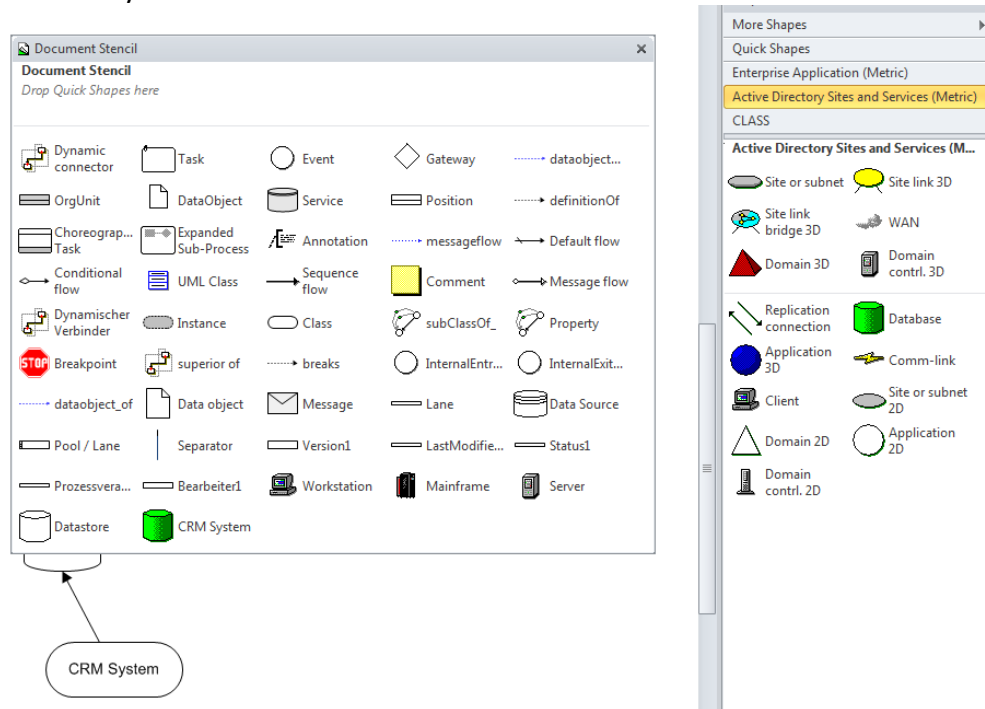 Document Stencil
Document Stencil
Drop Quick Shapes here
Dynamic connector
Task
Event
Gateway
dataobject...
OrgUnit
DataObject
Service
Position
definitionOf
Choreograp... Task
Expanded Sub-Process
Annotation
messageflow
Default flow
Conditional flow
UML Class
Sequence flow
Comment
Message flow
Dynamischer Verbinder
Instance
Class
subClassOf_
Property
STOP
Breakpoint
superior of
breaks
InternalEntr...
InternalExit...
dataobject_of
Data object
Message
Lane
Data Source
Pool / Lane
Separator
Version1
LastModifie...
Status1
Prozessvera...
Bearbeiter1
Workstation
Mainframe
Server
Datastore
CRM System
CRM System
More Shapes
Quick Shapes
Enterprise Application (Metric)
Active Directory Sites and Services (Metric)
CLASS
Active Directory Sites and Services (M...
Site or subnet
Site link 3D
Site link bridge 3D
WAN
Domain 3D
Domain contrl. 3D
Replication connection
Database
Application 3D
Comm-link
Client
Site or subnet 2D
Domain 2D
Application 2D
Domain contrl. 2D